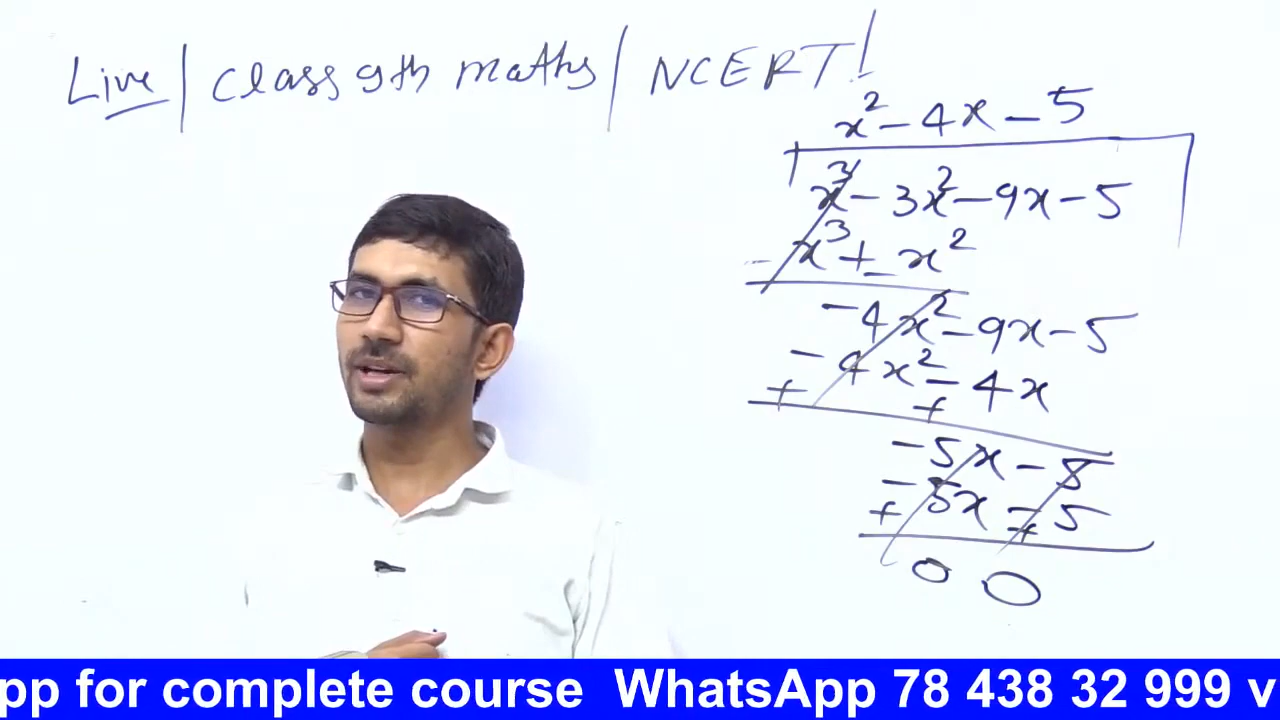 Live | Class 9th maths | NCERT!
x² - 4x - 5
x³ - 3x² - 9x - 5
- x³ + x²
-
- 4x² - 9x - 5
- 4x² - 4x
+ +
- 5x - 5
- 5x - 5
+ +
0 0
pp for complete course WhatsApp 78 438 32 999 v